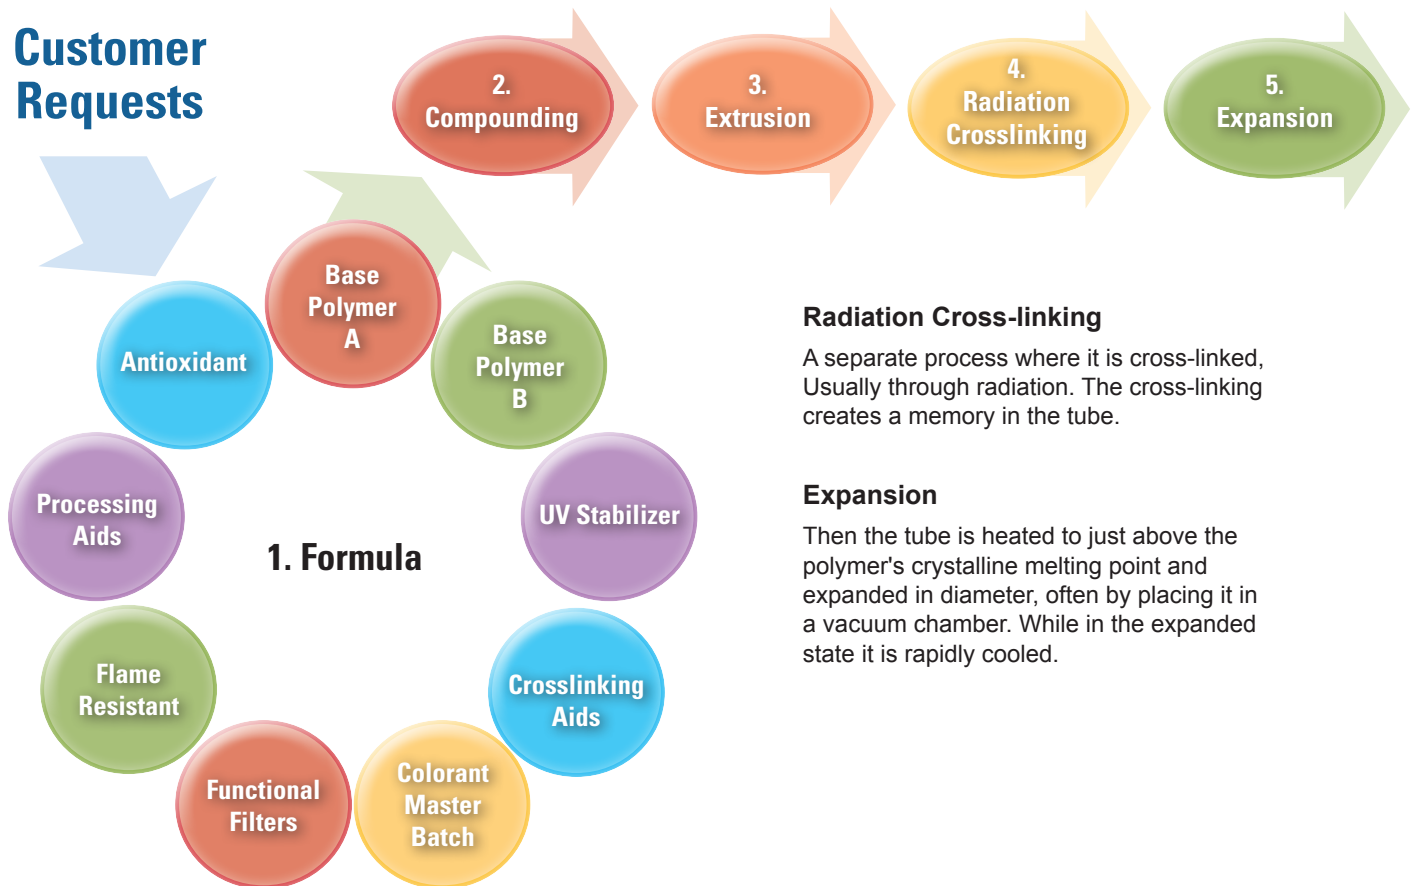 Customer
Requests
2.
Compounding
3.
Extrusion
4.
Radiation
Crosslinking
5.
Expansion
Base
Polymer
A
Base
Polymer
B
Antioxidant
UV Stabilizer
Processing
Aids
1. Formula
Crosslinking
Aids
Flame
Resistant
Colorant
Master
Batch
Functional
Filters
Radiation Cross-linking
A separate process where it is cross-linked,
Usually through radiation. The cross-linking
creates a memory in the tube.
Expansion
Then the tube is heated to just above the
polymer's crystalline melting point and
expanded in diameter, often by placing it in
a vacuum chamber. While in the expanded
state it is rapidly cooled.